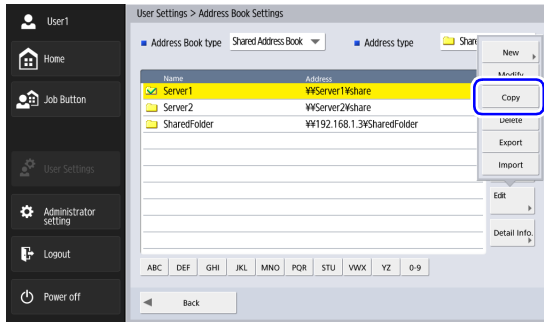 User1
Home
Job Button
User Settings
Administrator
setting
Logout
Power off
User Settings > Address Book Settings
Address Book type Shared Address Book Address type Share
Name Address
Server1 ¥¥Server1¥share
Server2 ¥¥Server2¥share
SharedFolder ¥¥192.168.1.3¥SharedFolder
New
Modify
Copy
Delete
Export
Import
Edit
Detail Info.
ABC DEF GHI JKL MNO PQR STU VWX YZ 0-9
Back